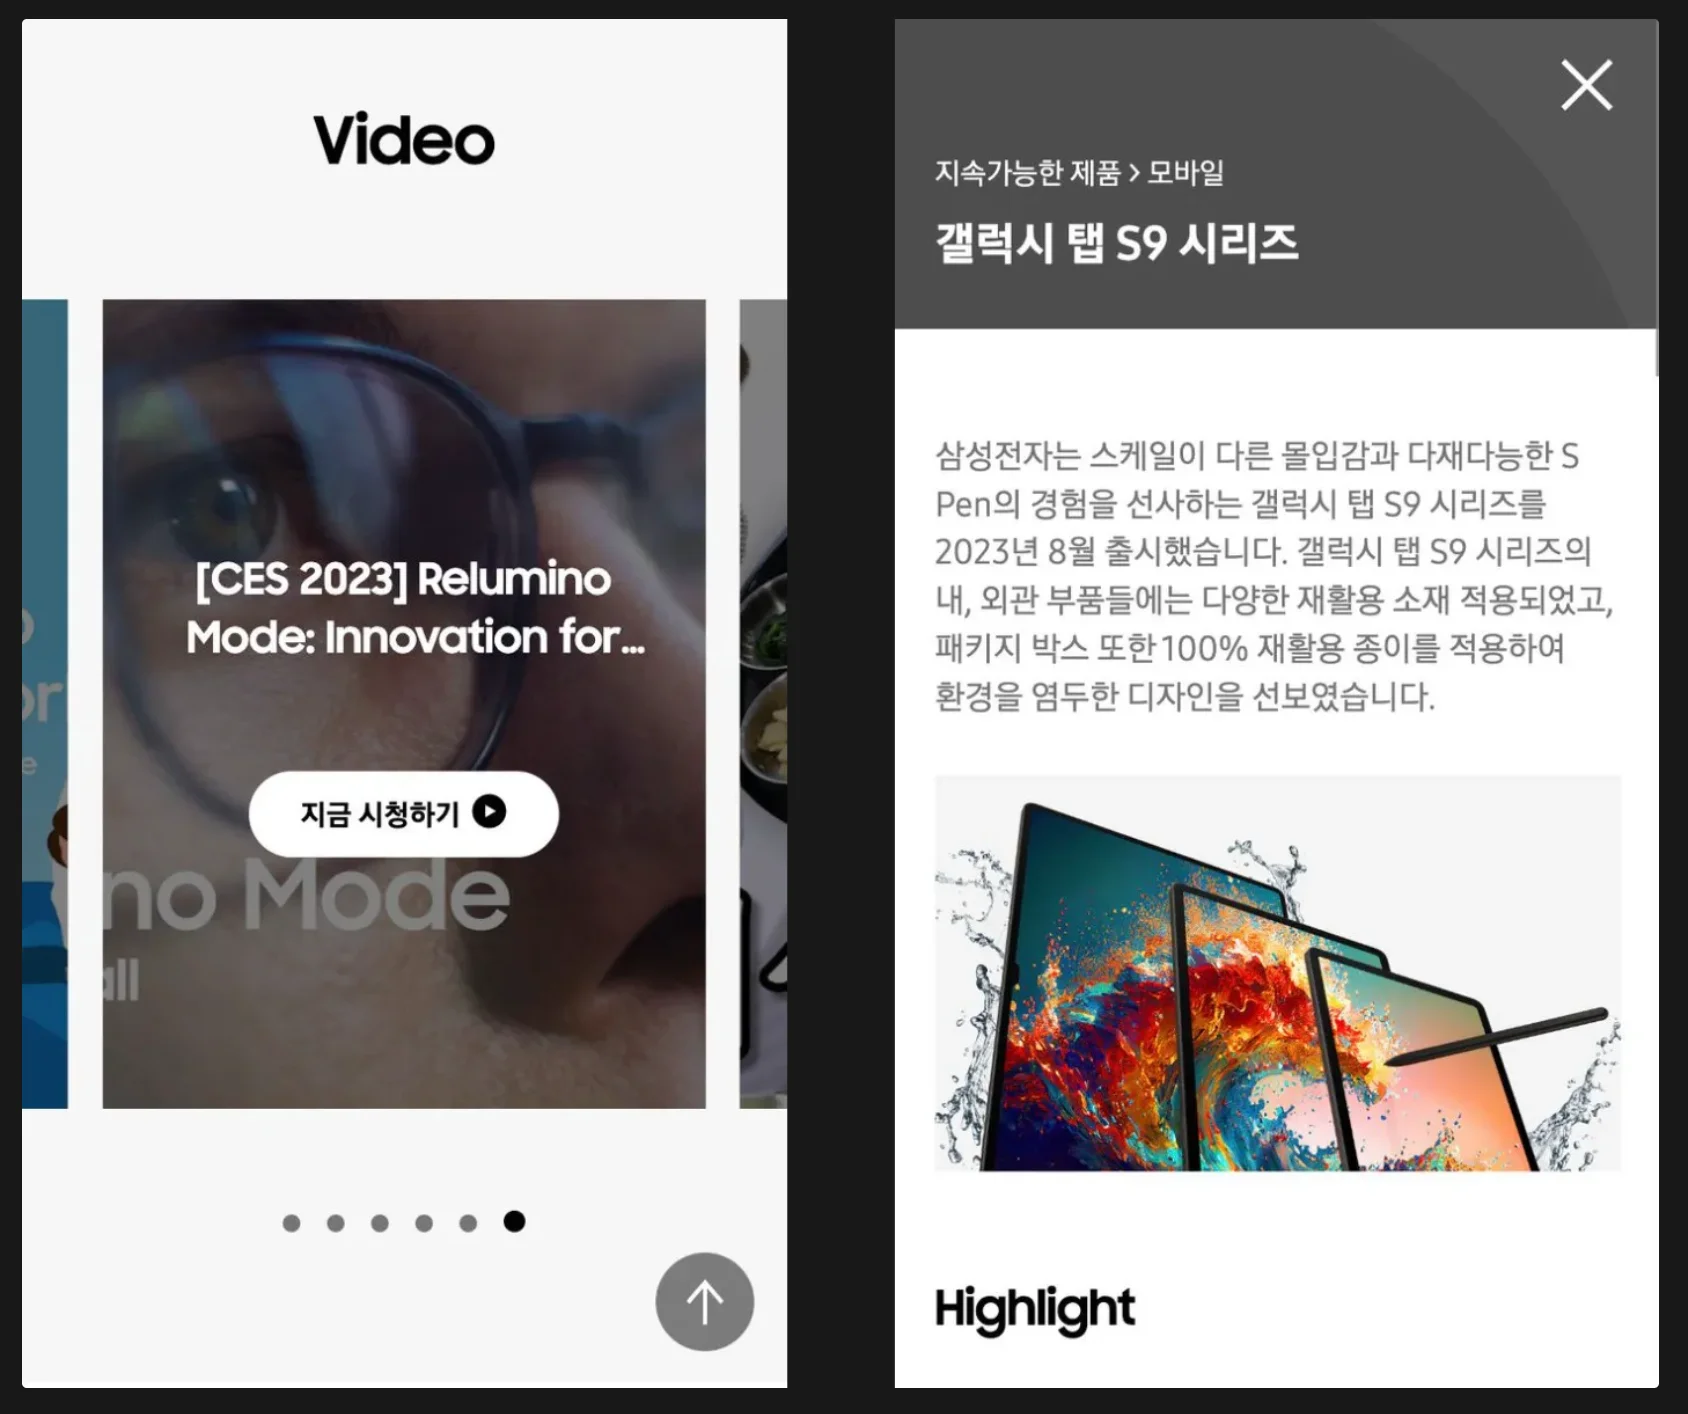 Video
or
e
[CES 2023] Relumino
Mode: Innovation for...
지금 시청하기
no Mode
all
지속가능한 제품 > 모바일
갤럭시 탭 S9 시리즈
삼성전자는 스케일이 다른 몰입감과 다재다능한 S
Pen의 경험을 선사하는 갤럭시 탭 S9 시리즈를
2023년 8월 출시했습니다. 갤럭시 탭 S9 시리즈의
내, 외관 부품들에는 다양한 재활용 소재 적용되었고,
패키지 박스 또한 100% 재활용 종이를 적용하여
환경을 염두한 디자인을 선보였습니다.
Highlight